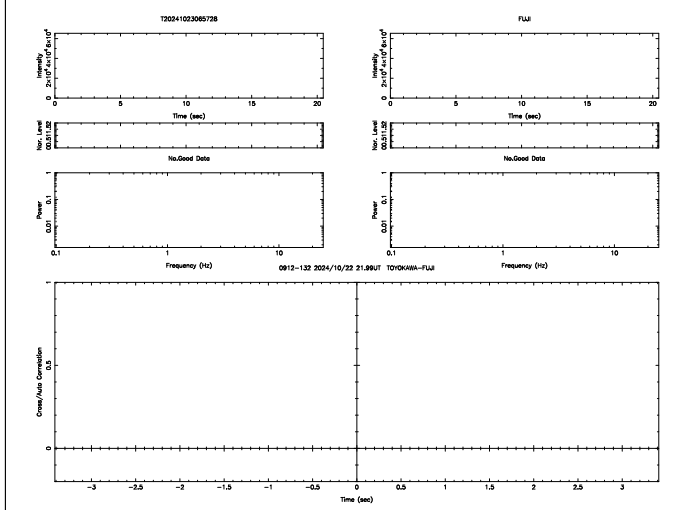 T20241023065728 FUJI
Intensity 0 2×10⁴ 4×10⁴ 6×10⁴ Intensity 0 2×10⁴ 4×10⁴ 6×10⁴
0 5 10 15 20 0 5 10 15 20
Time (sec) Time (sec)
Nor. Level 00.511.52 Nor. Level 00.511.52
No.Good Data No.Good Data
Power 0.01 0.1 1 Power 0.01 0.1 1
0.1 1 10 0.1 1 10
Frequency (Hz) Frequency (Hz)
0912-132 2024/10/22 21.99UT TOYOKAWA-FUJI
Cross/Auto Correlation 0 0.5 1
-3 -2.5 -2 -1.5 -1 -0.5 0 0.5 1 1.5 2 2.5 3
Time (sec)